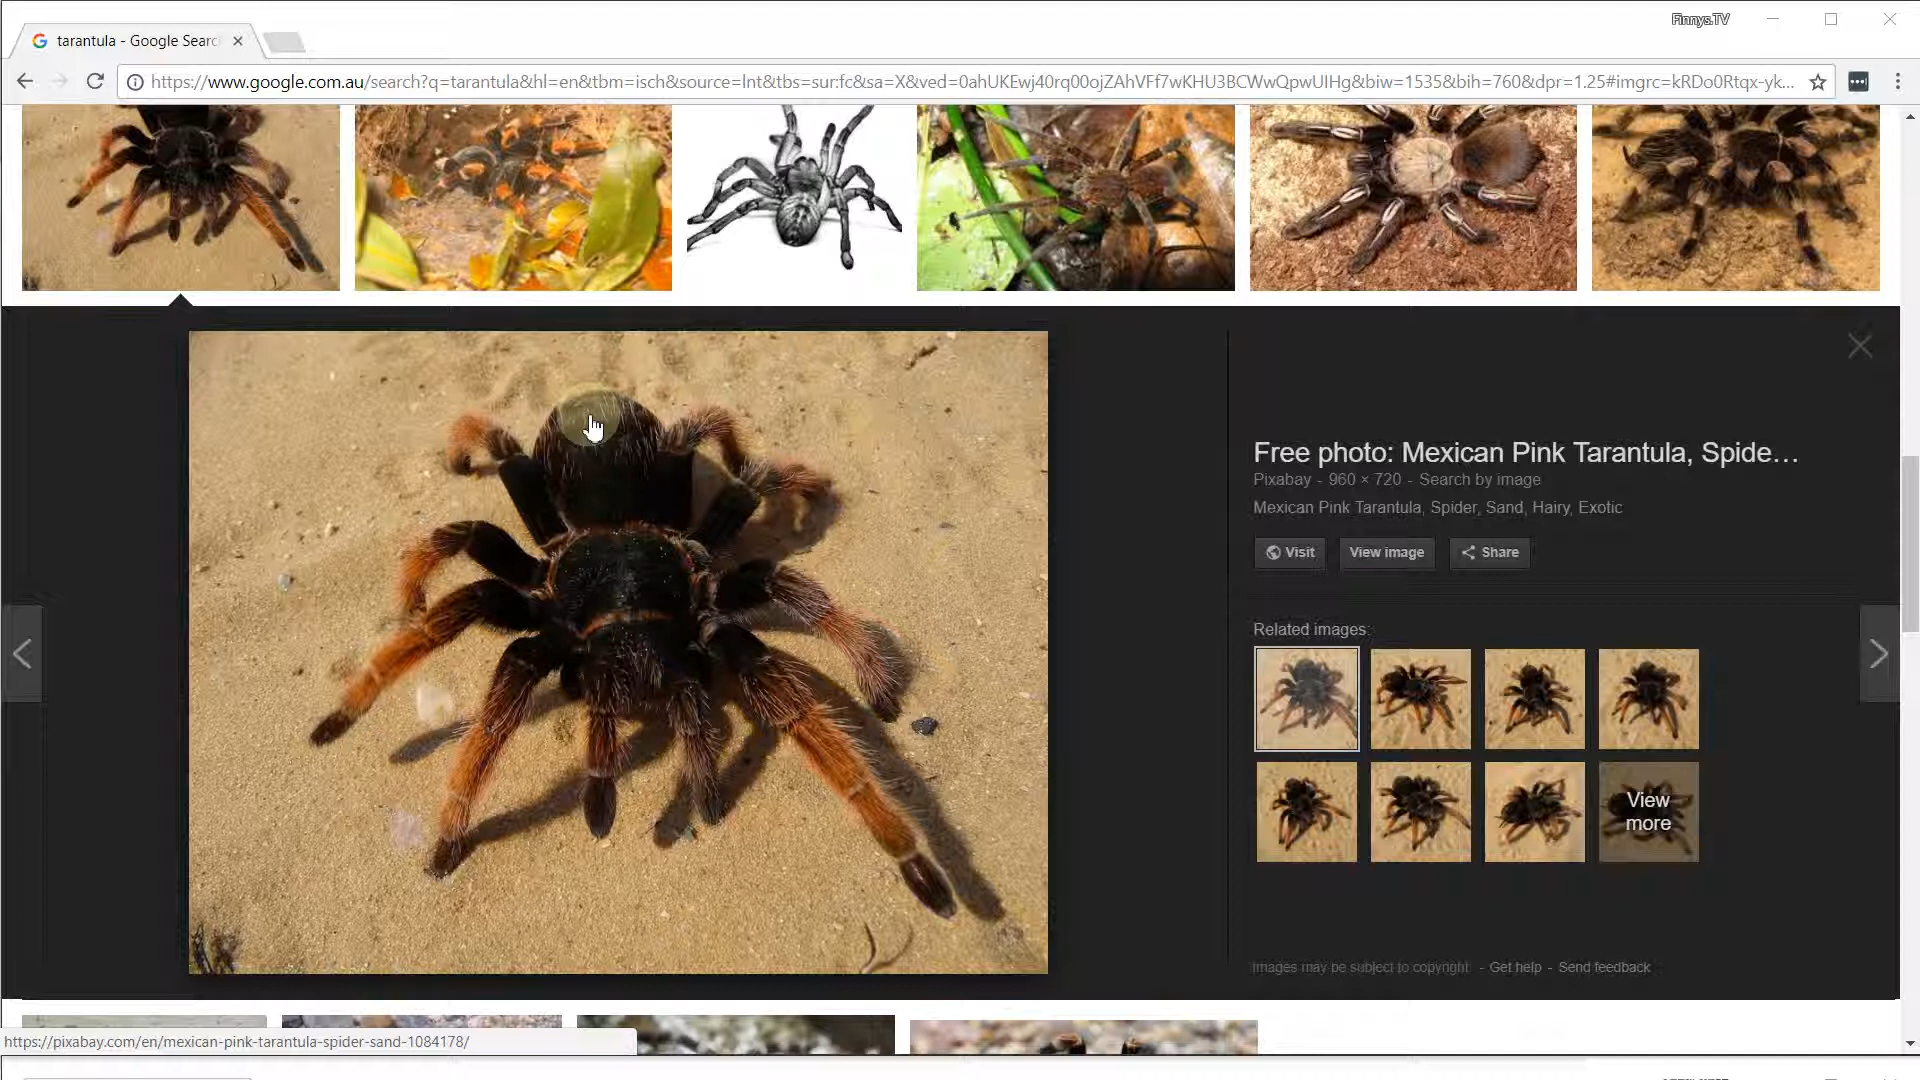 Finnys.TV
tarantula - Google Searc
https://www.google.com.au/search?q=tarantula&hl=en&tbm=isch&source=lnt&tbs=sur:fc&sa=X&ved=0ahUKEwj40rq00ojZAhVFf7wKHU3BCWwQpwUIHg&biw=1535&bih=760&dpr=1.25#imgrc=kRDo0Rtqx-yk...
Free photo: Mexican Pink Tarantula, Spide...
Pixabay - 960 × 720 - Search by image
Mexican Pink Tarantula, Spider, Sand, Hairy, Exotic
Visit
View image
Share
Related images:
View
more
Images may be subject to copyright - Get help - Send feedback
https://pixabay.com/en/mexican-pink-tarantula-spider-sand-1084178/